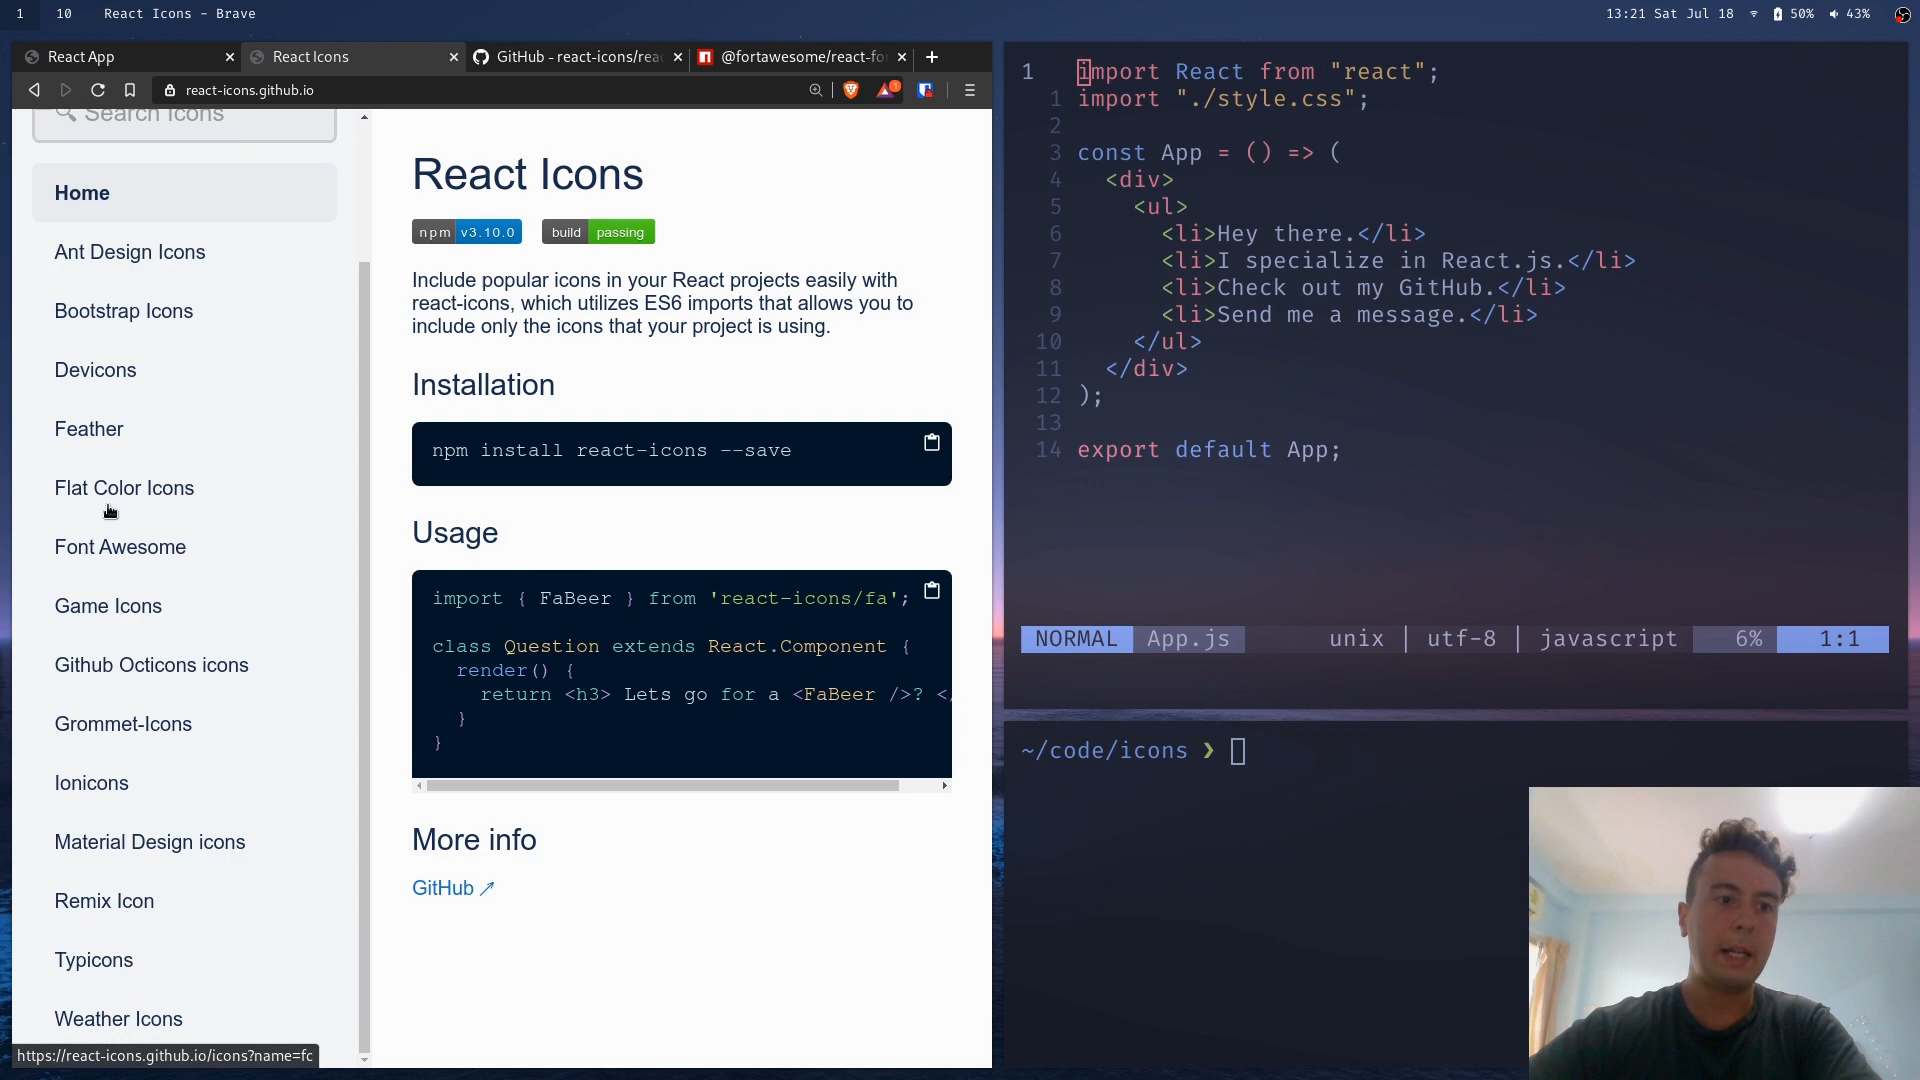 1 10 React Icons - Brave 13:21 Sat Jul 18 50% 43%
React App React Icons GitHub - react-icons/reac @fortawesome/react-fo
react-icons.github.io 1
Search Icons
Home
Ant Design Icons
Bootstrap Icons
Devicons
Feather
Flat Color Icons
Font Awesome
Game Icons
Github Octicons icons
Grommet-Icons
Ionicons
Material Design icons
Remix Icon
Typicons
Weather Icons
https://react-icons.github.io/icons?name=fc
React Icons
npm v3.10.0 build passing
Include popular icons in your React projects easily with
react-icons, which utilizes ES6 imports that allows you to
include only the icons that your project is using.
Installation
npm install react-icons --save
Usage
import { FaBeer } from 'react-icons/fa';
class Question extends React.Component {
render() {
return <h3> Lets go for a <FaBeer />? </
}
}
More info
GitHub
1 import React from "react";
1 import "./style.css";
2
3 const App = () => (
4 <div>
5 <ul>
6 <li>Hey there.</li>
7 <li>I specialize in React.js.</li>
8 <li>Check out my GitHub.</li>
9 <li>Send me a message.</li>
10 </ul>
11 </div>
12 );
13
14 export default App;
NORMAL App.js unix | utf-8 | javascript 6% 1:1
~/code/icons ❯